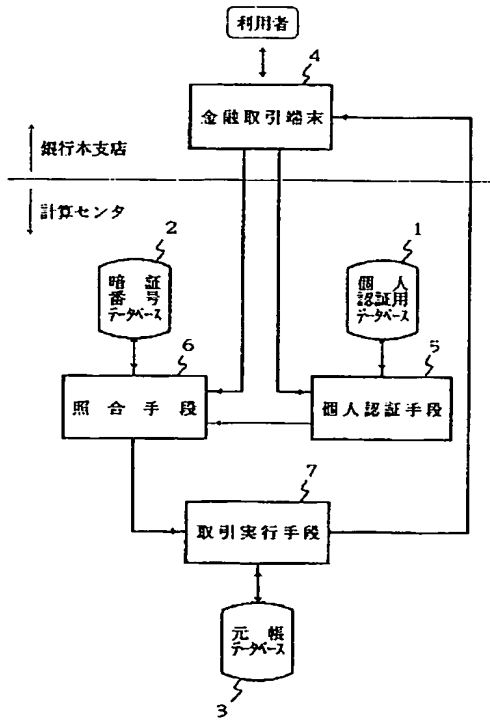 利用者
4
金融取引端末
銀行本支店
計算センタ
2
1
暗証
番号
データベース
個人
認証用
データベース
6
5
照合手段
個人認証手段
7
取引実行手段
元帳
データベース
3